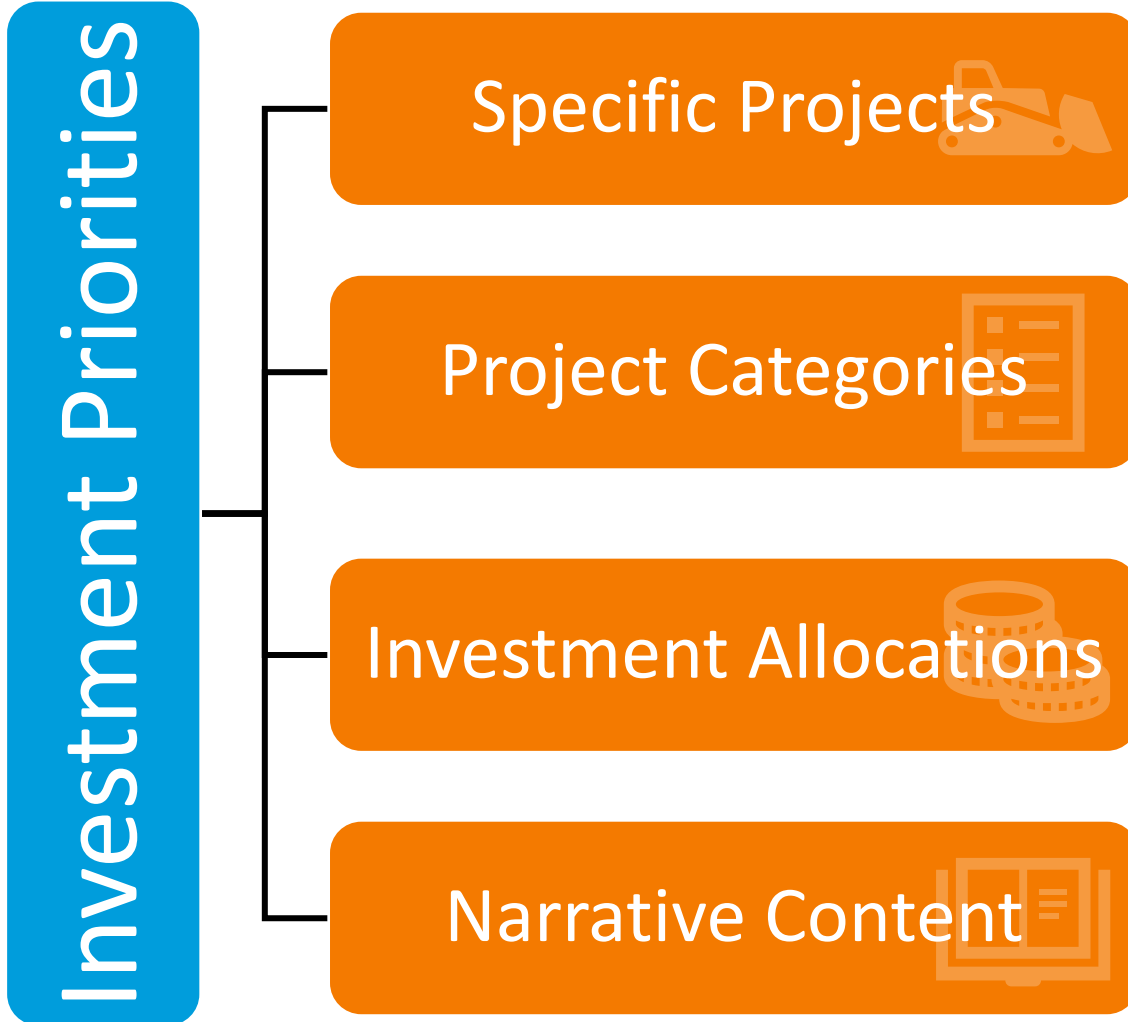 Investment Priorities
Specific Projects
Project Categories
Investment Allocations
Narrative Content